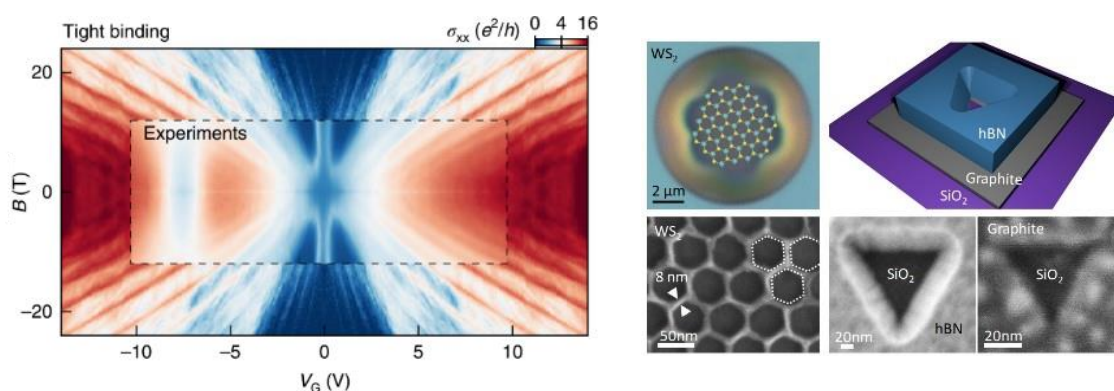 Tight binding
σxx (e²/h)
0 4 16
Experiments
20
0
−20
B (T)
−10 −5 0 5 10
VG (V)
WS2
2 μm
hBN
Graphite
SiO2
WS2
8 nm
50nm
SiO2
hBN
20nm
Graphite
SiO2
20nm